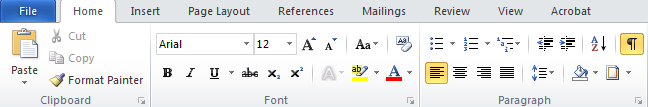 File Home Insert Page Layout References Mailings Review View Acrobat
Cut Arial 12 A A Aa
Copy
Paste Format Painter B I U abc x₂ x² A ab A
Clipboard Font Paragraph